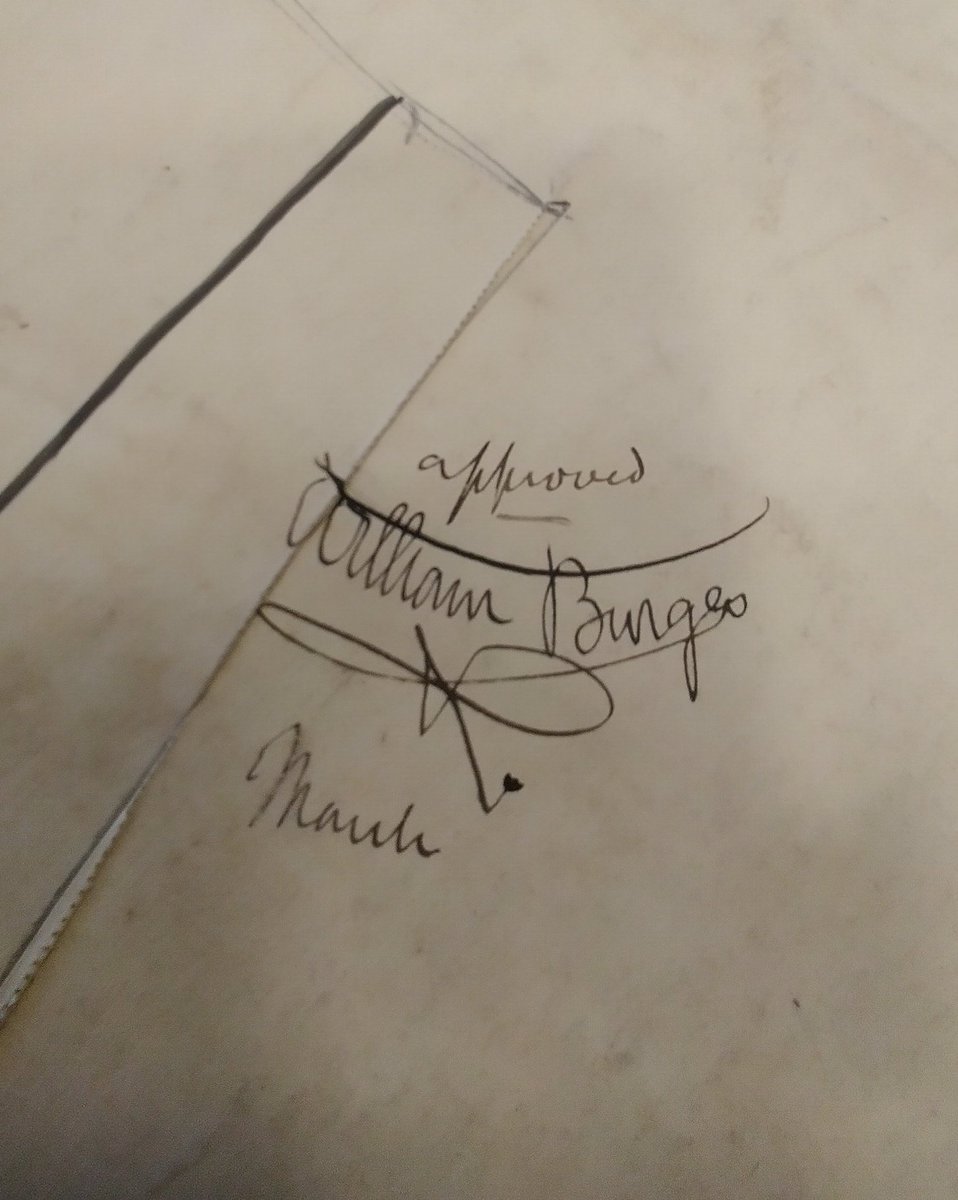 approved
William Burges
March